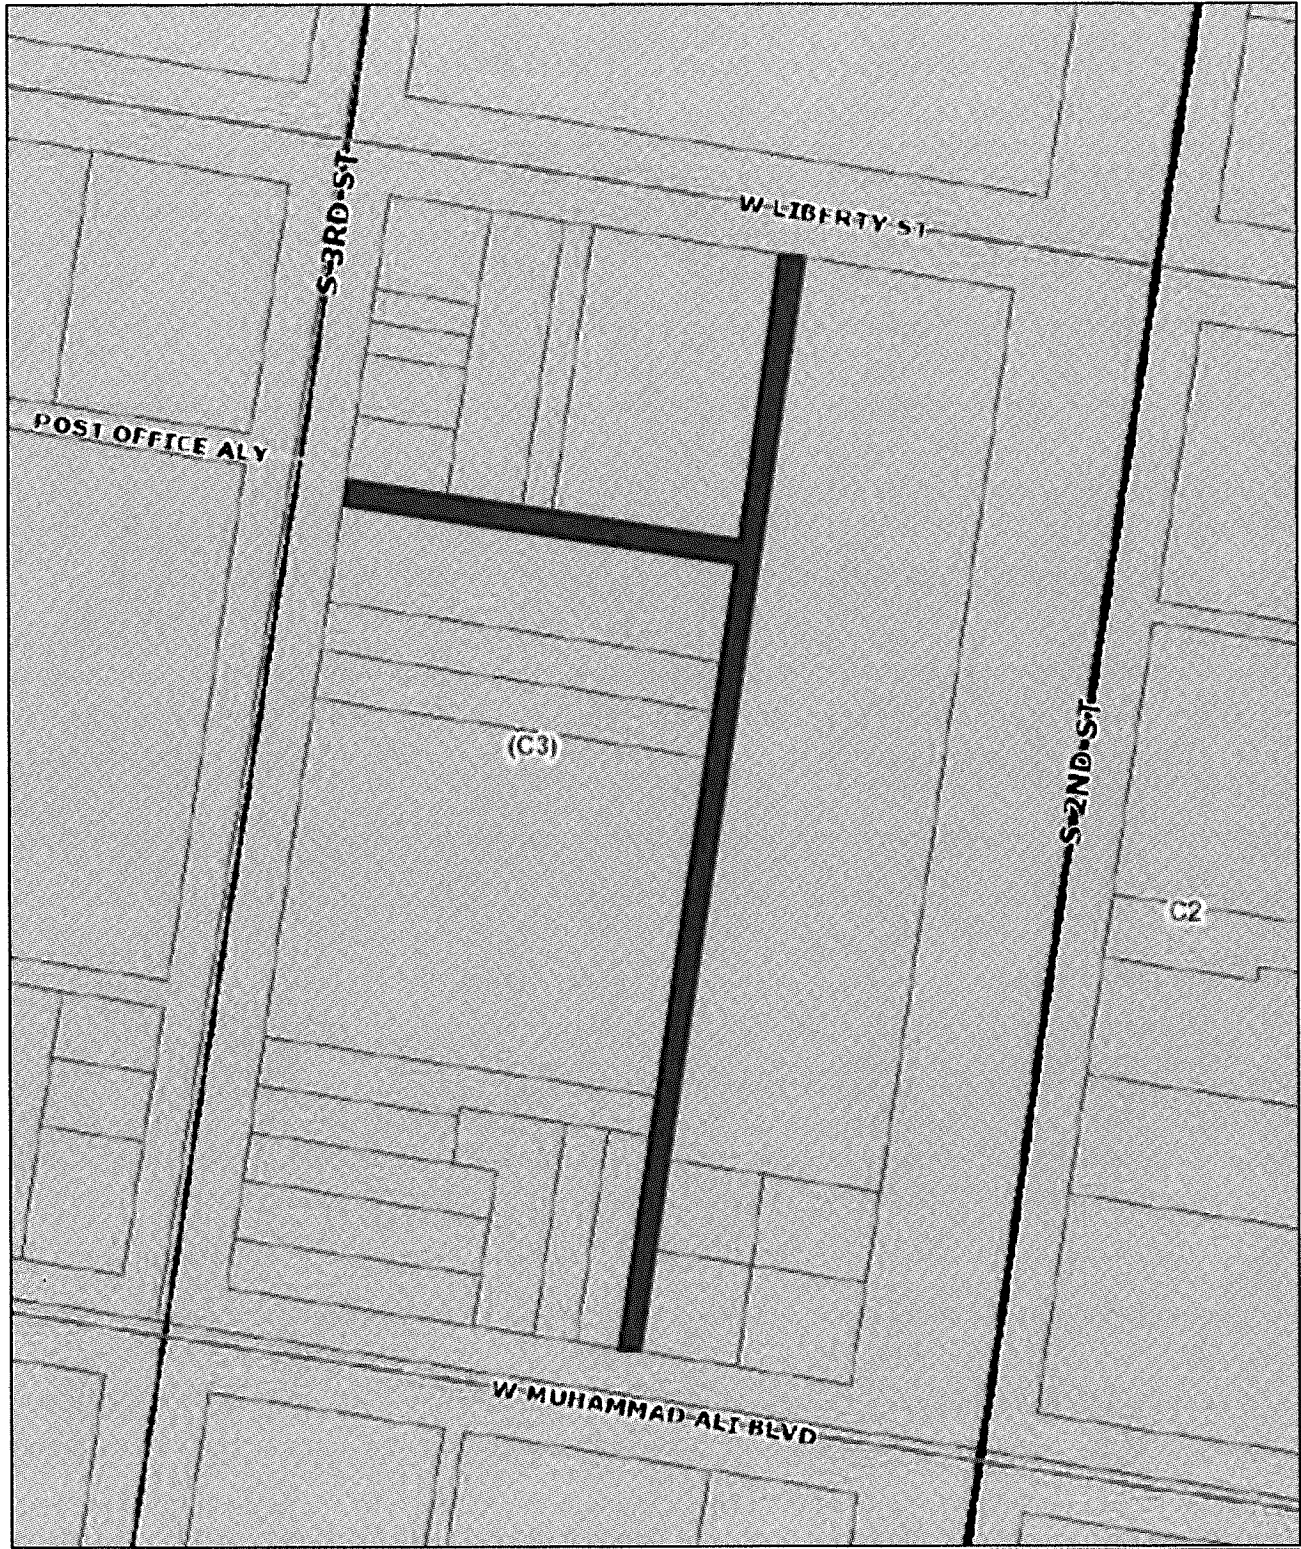 S 3RD ST
W LIBERTY ST
POST OFFICE ALY
(C3)
S 2ND ST
C2
W MUHAMMAD ALI BLVD